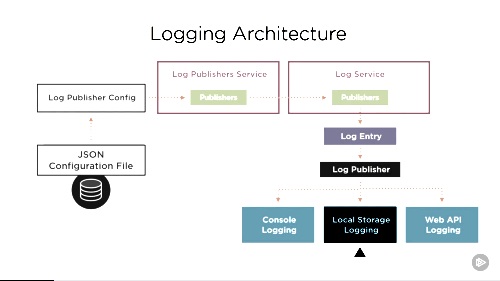 Logging Architecture
Log Publishers Service
Log Service
Log Publisher Config
Publishers
Publishers
Log Entry
JSON
Configuration File
Log Publisher
Console
Logging
Local Storage
Logging
Web API
Logging